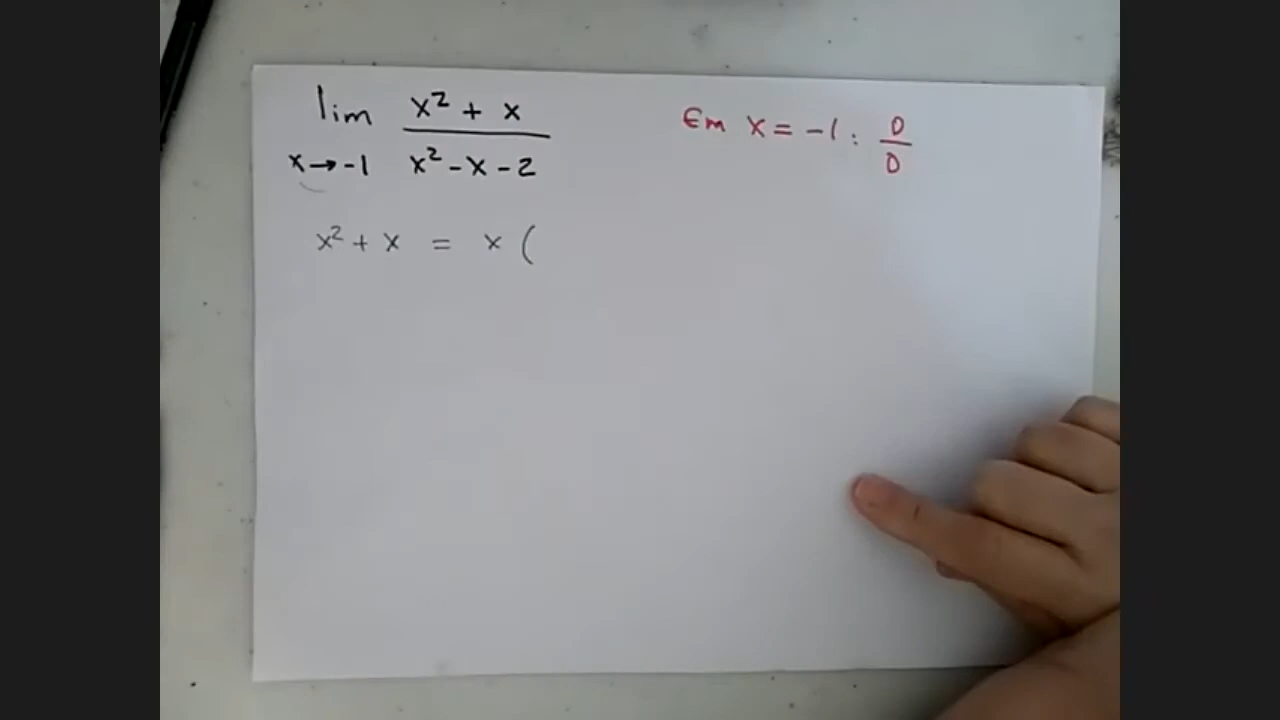 lim x→-1 (x² + x)/(x² - x - 2)
Em x = -1 : 0/0
x² + x = x (